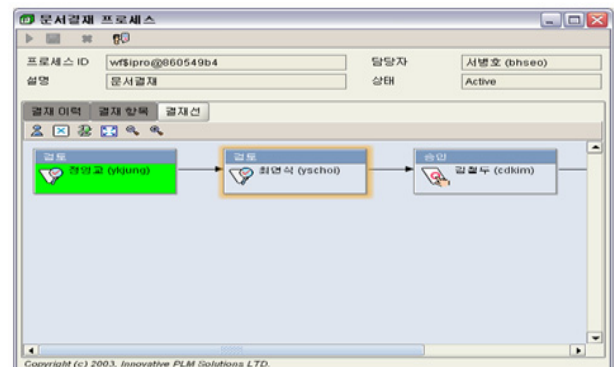 문서결재 프로세스
프로세스 ID wf$ipro@860549b4 담당자 서병호 (bhseo)
설명 문서결재 상태 Active
결재 이력 결재 항목 결재선
검토 검토 승인
정영교 (ykjung) 최연식 (yschoi) 김철두 (cdkim)
Copyright (c) 2003, Innovative PLM Solutions LTD.